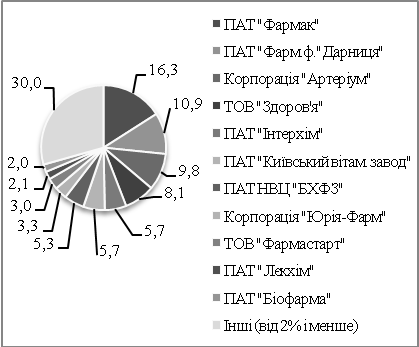 ПАТ "Фармак"
ПАТ "Фарм.ф."Дарниця"
Корпорація "Артеріум"
ТОВ "Здоров'я"
ПАТ "Інтерхім"
ПАТ "Київський вітам. завод"
ПАТ НВЦ "БХФЗ"
Корпорація "Юрія-Фарм"
ТОВ "Фармастарт"
ПАТ "Лекхім"
ПАТ "Біофарма"
Інші (від 2% і менше)
16,3
10,9
9,8
8,1
5,7
5,7
5,3
3,3
3,0
2,1
2,0
30,0